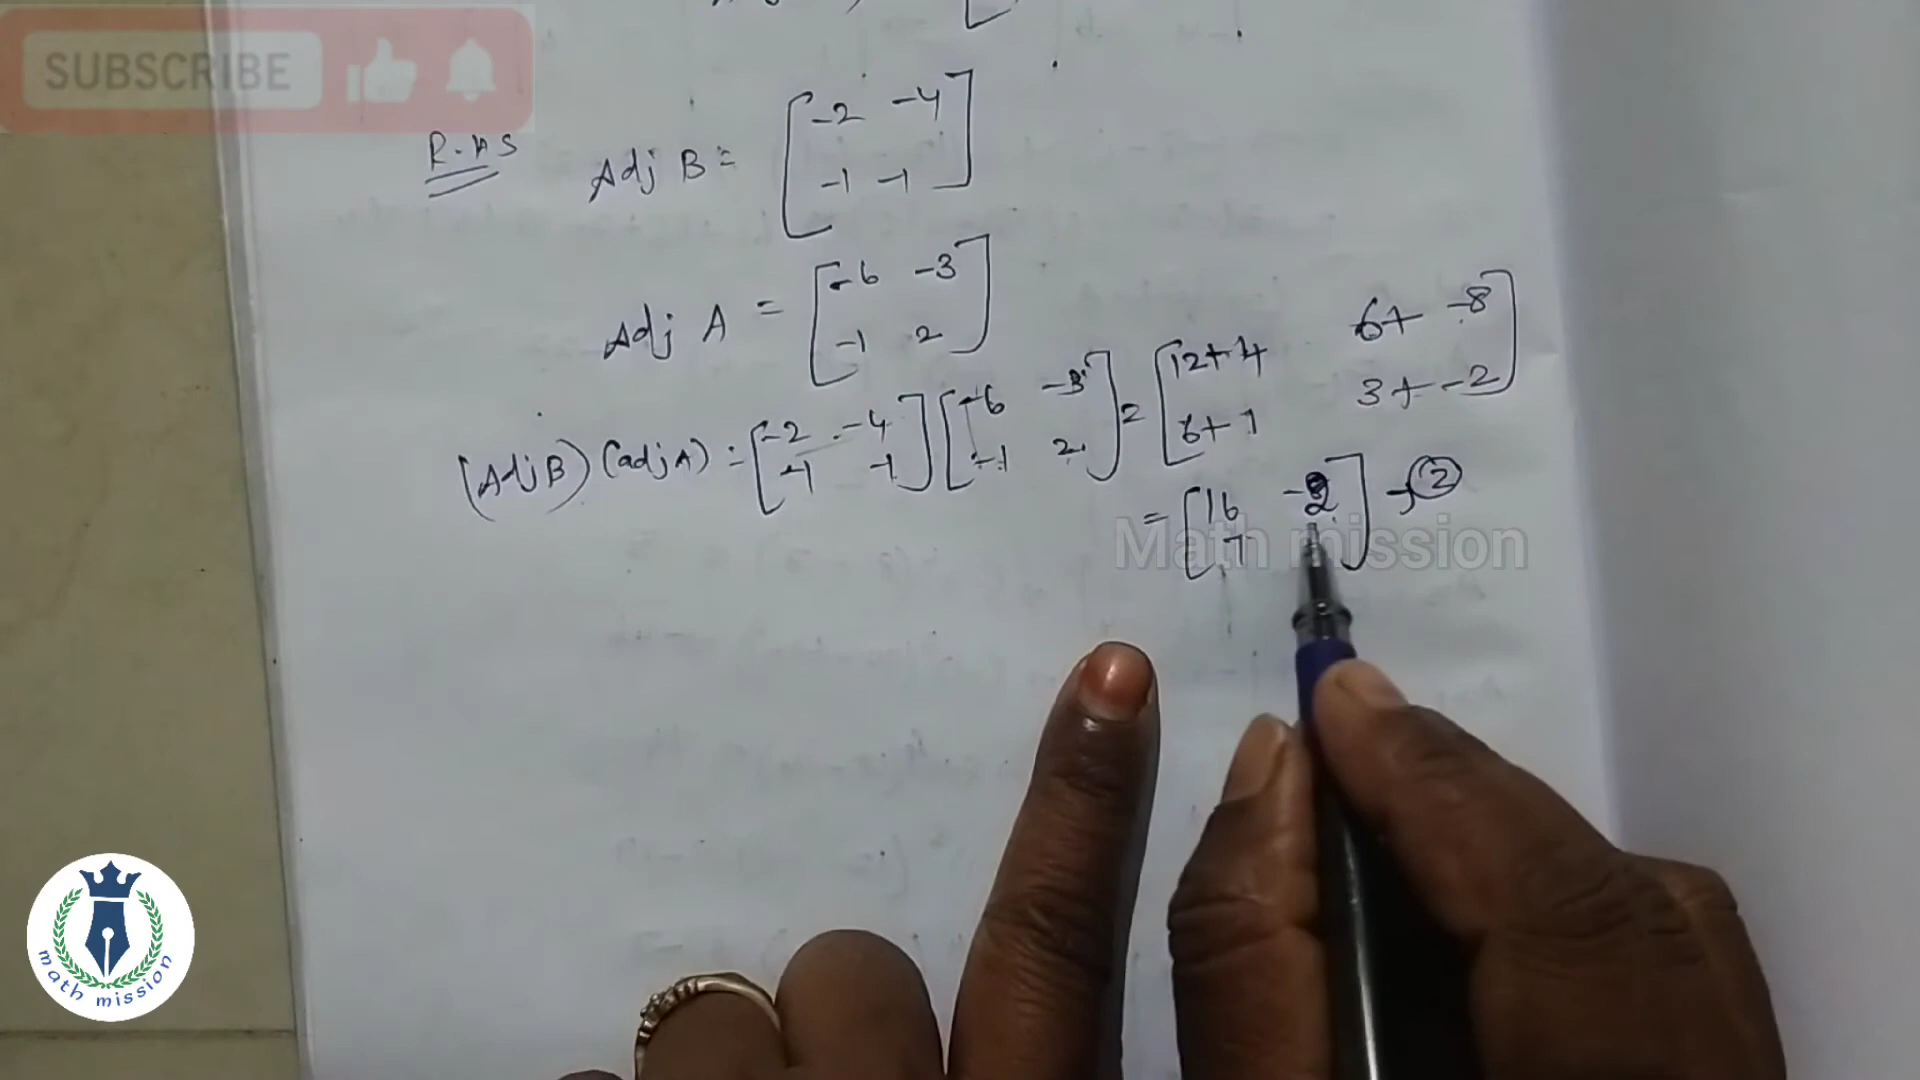 SUBSCRIBE
R.H.S Adj B = [-2 -4
-1 -1]
Adj A = [-6 -3
-1 2]
(Adj B) (adj A) = [-2 -4 [-6 -3 = [12+4 6+ -8
-1 -1] -1 2] 6+1 3+ -2]
= [16 -2 → 2
7 ]
Math mission
math mission